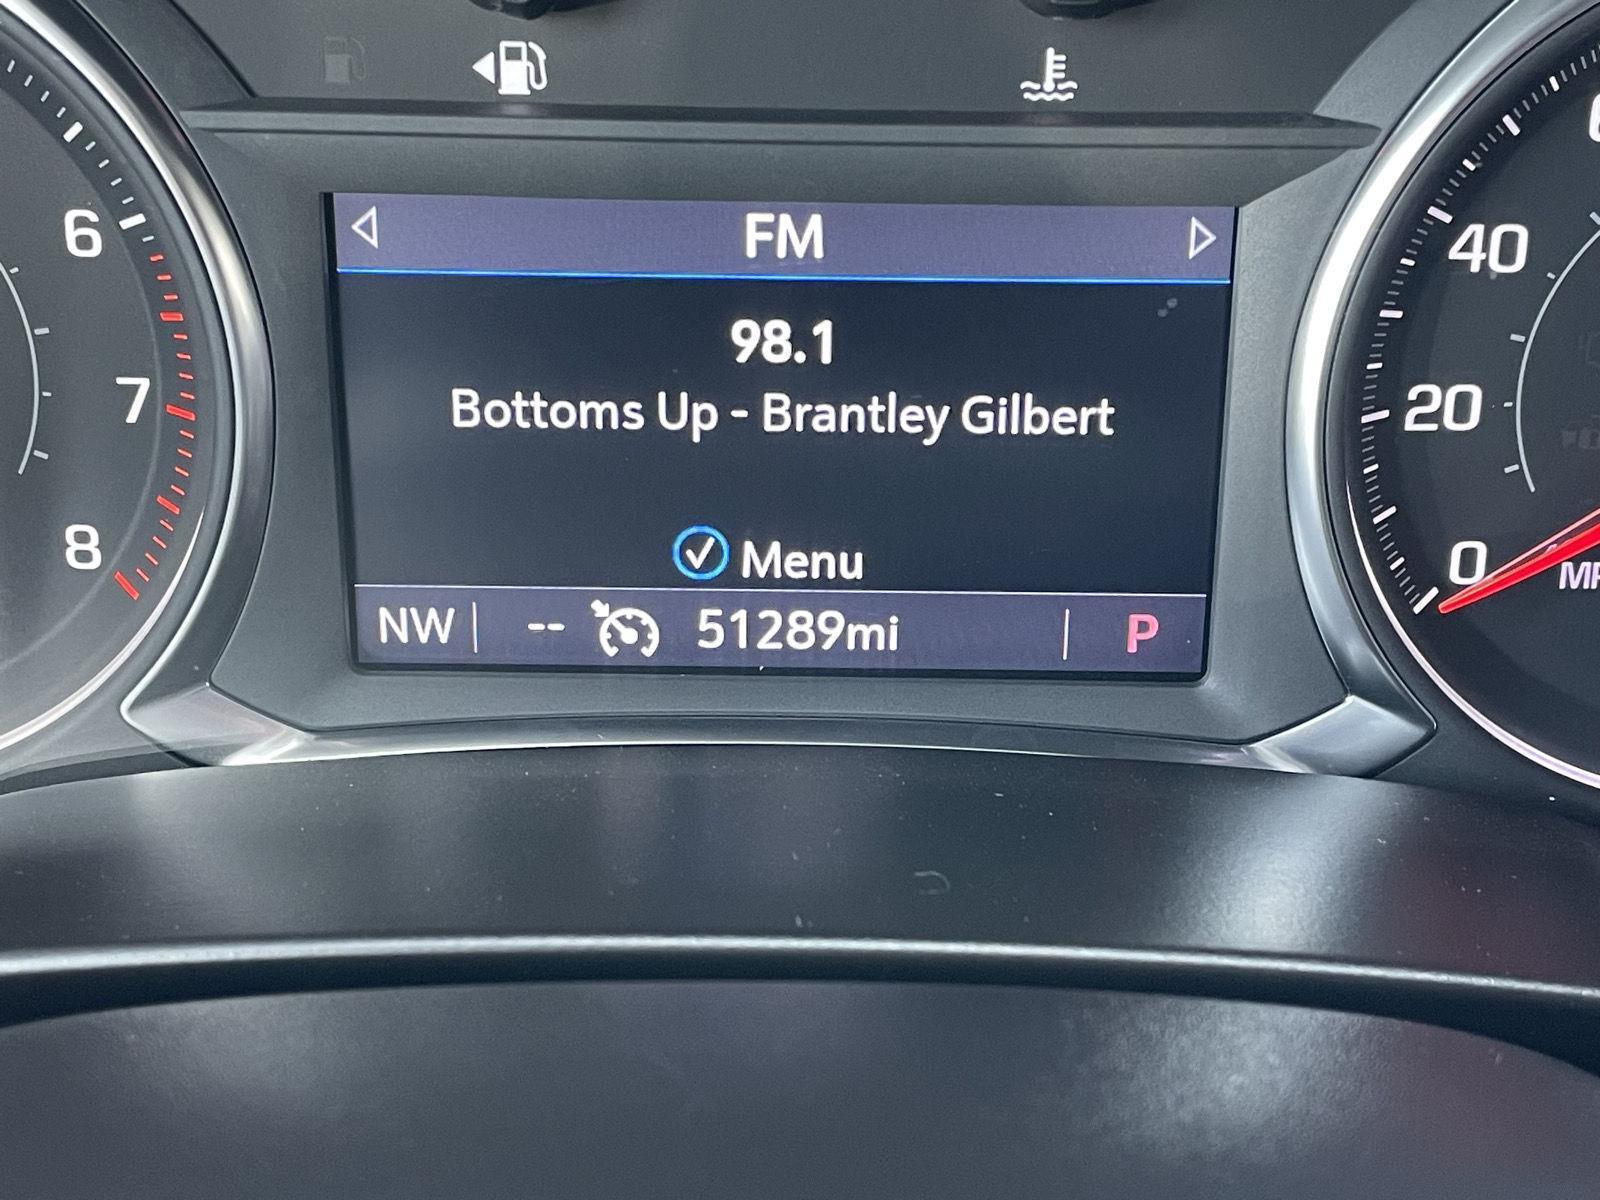 FM
98.1
Bottoms Up - Brantley Gilbert
Menu
NW -- 51289mi P
6
7
8
40
20
0